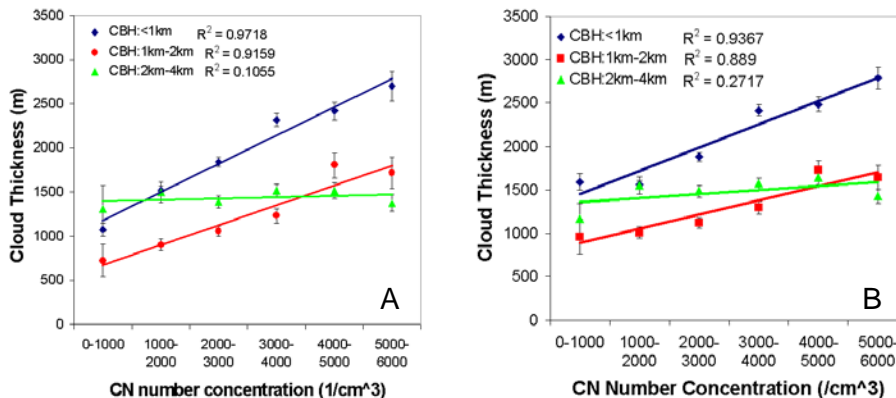 3500
3000
2500
2000
1500
1000
500
0
Cloud Thickness (m)
CBH:<1km R² = 0.9718
CBH:1km-2km R² = 0.9159
CBH:2km-4km R² = 0.1055
A
0-1000 1000-2000 2000-3000 3000-4000 4000-5000 5000-6000
CN number concentration (1/cm^3)
3500
3000
2500
2000
1500
1000
500
0
Cloud Thickness (m)
CBH:<1km R² = 0.9367
CBH:1km-2km R² = 0.889
CBH:2km-4km R² = 0.2717
B
0-1000 1000-2000 2000-3000 3000-4000 4000-5000 5000-6000
CN Number Concentration (/cm^3)